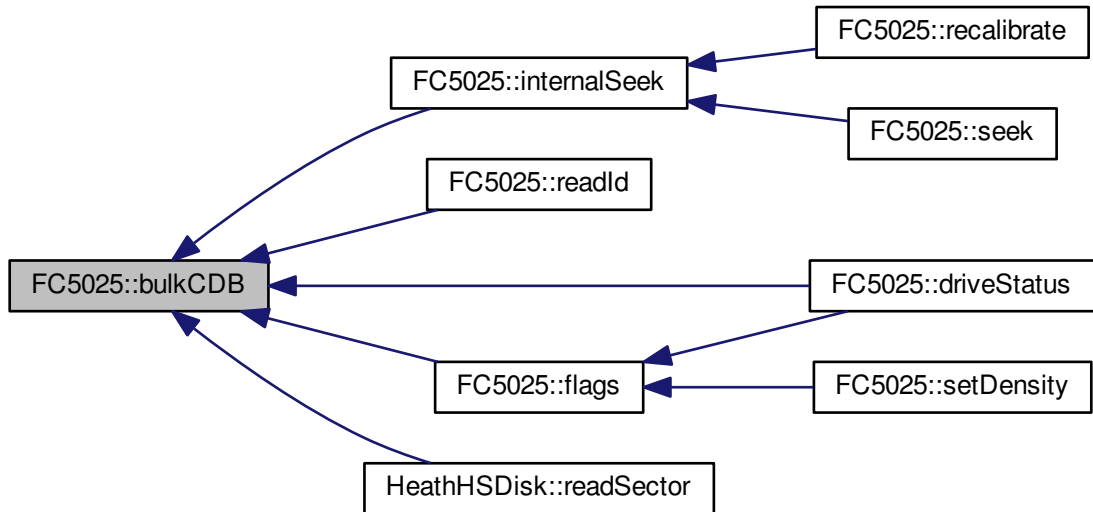 FC5025::recalibrate
FC5025::internalSeek
FC5025::seek
FC5025::readId
FC5025::bulkCDB
FC5025::driveStatus
FC5025::flags
FC5025::setDensity
HeathHSDisk::readSector